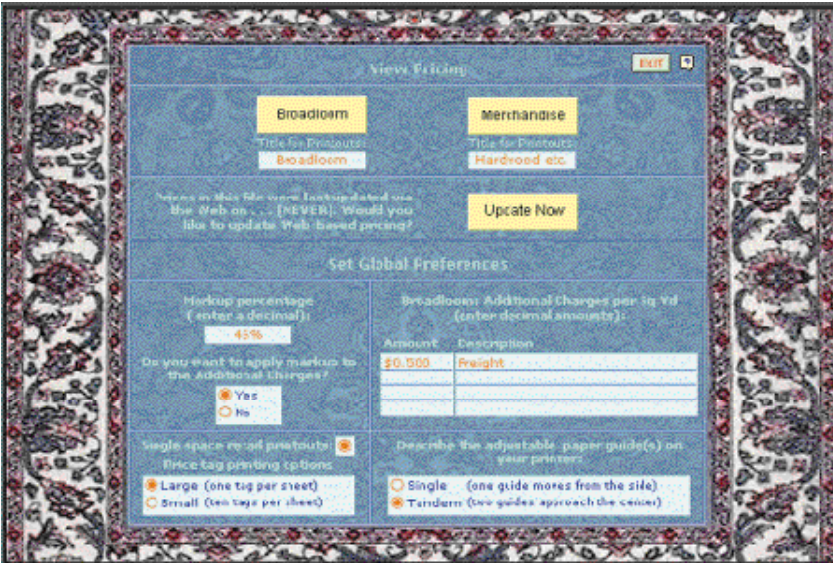 View Pricing
EXIT
?
Broadloom
Merchandise
Title for Printouts:
Title for Printouts:
Broadloom
Hardwood etc.
Prices in this file were last updated via
the Web on . . . [NEVER]. Would you
like to update Web-based pricing?
Update Now
Set Global Preferences
Markup percentage
(enter a decimal):
Do you want to apply markup to
the Additional Charges?
Yes
No
Broadloom: Additional Charges per Sq Yd
(enter decimal amounts):
Amount Description
$0.500 Freight
Single space retail printouts:
Price tag printing options
Large (one tag per sheet)
Small (ten tags per sheet)
Describe the adjustable paper guide(s) on
your printers
Single (one guide moves from the side)
Tandem (two guides approach the center)